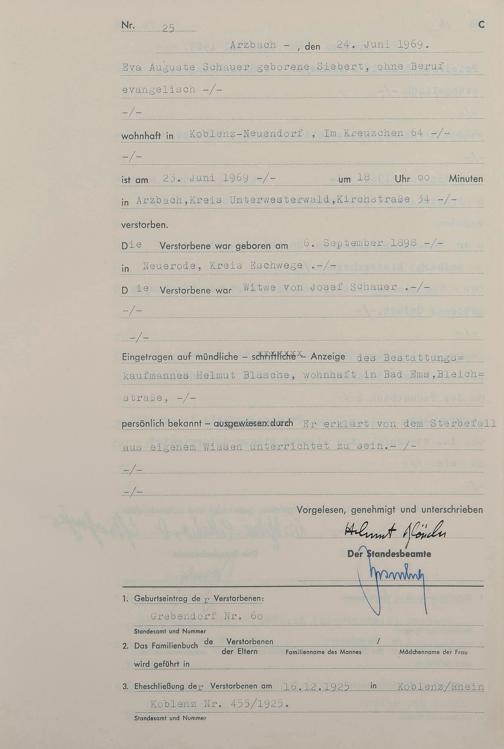 Nr. 25 C
Arzbach - , den 24. Juni 1969.
Eva Auguste Schauer geborene Siebert, ohne Beruf
evangelisch -/-
-/-
wohnhaft in Koblenz-Neuendorf , Im Kreuzchen 64 -/-
-/-
ist am 23. Juni 1969 -/- um 18 Uhr 00 Minuten
in Arzbach,Kreis Unterwesterwald,Kirchstraße 34 -/-
verstorben.
Die Verstorbene war geboren am 6. September 1898 -/-
in Neuerode, Kreis Eschwege .-/-
Die Verstorbene war Witwe von Josef Schauer .-/-
-/-
-/-
Eingetragen auf mündliche - schriftliche - Anzeige des Bestattungs=
kaufmannes Helmut Blasche, wohnhaft in Bad Ems,Bleich=
straße, -/-
persönlich bekannt - ausgewiesen durch Er erklärt von dem Sterbefall
aus eigenem Wissen unterrichtet zu sein.- /-
-/-
-/-
Vorgelesen, genehmigt und unterschrieben
Helmut
Der Standesbeamte
1. Geburtseintrag der Verstorbenen:
Grebendorf Nr. 60
Standesamt und Nummer
2. Das Familienbuch de Verstorbenen der Eltern /
Familienname des Mannes Mädchenname der Frau
wird geführt in
3. Eheschließung der Verstorbenen am 16.12.1925 in Koblenz/Rhein
Koblenz Nr. 455/1925.
Standesamt und Nummer